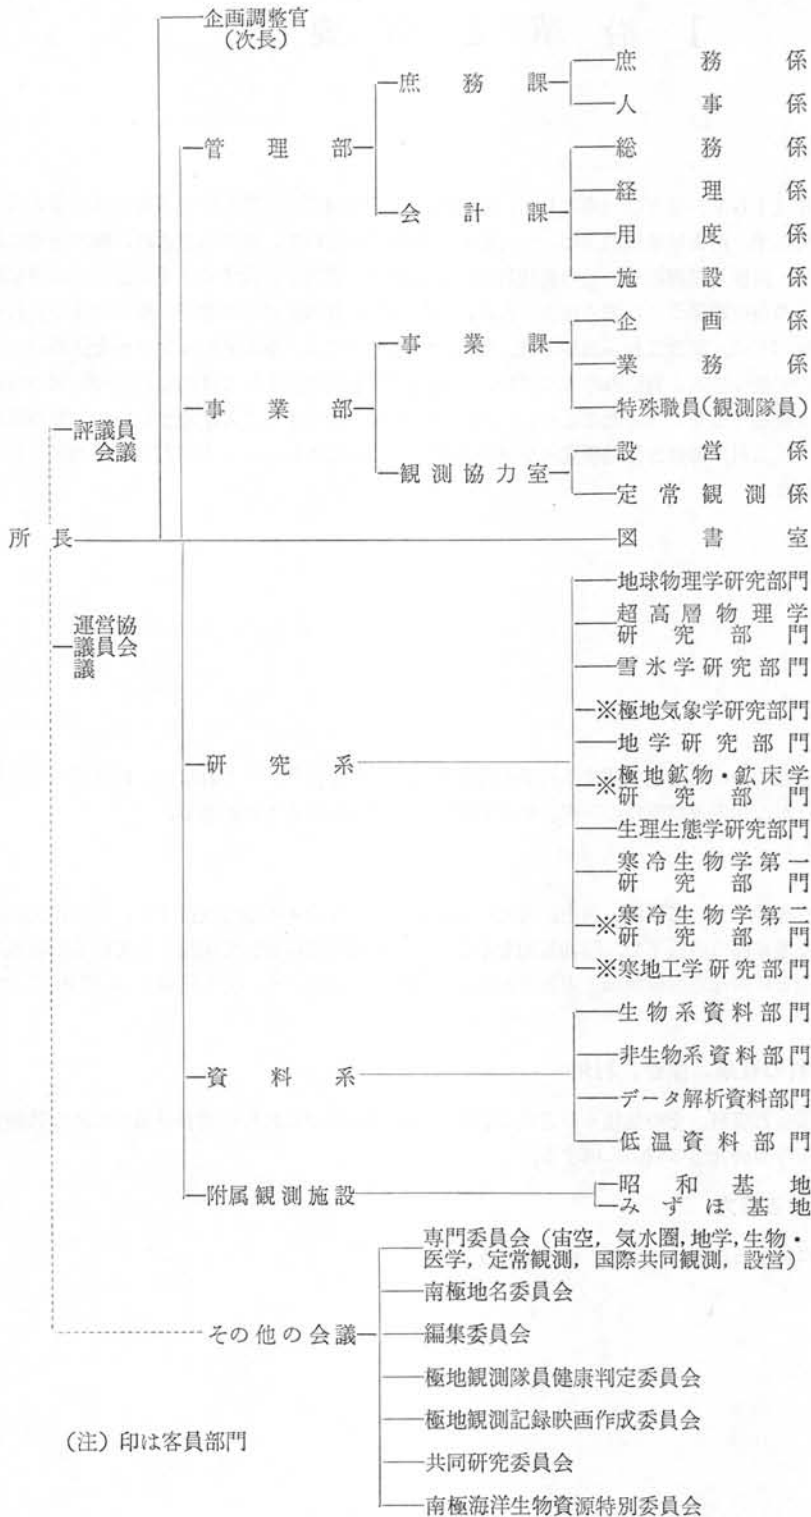 企画調整官
(次長)
庶務課
庶務係
人事係
管理部
総務係
経理係
会計課
用度係
施設係
企画係
事業課
業務係
特殊職員(観測隊員)
事業部
評議員
会議
設営係
観測協力室
定常観測係
所長
図書室
地球物理学研究部門
超高層物理学
研究部門
運営協
議員会
議
雪氷学研究部門
※極地気象学研究部門
研究系
地学研究部門
※極地鉱物・鉱床学
研究部門
生理生態学研究部門
寒冷生物学第一
研究部門
※寒冷生物学第二
研究部門
※寒地工学研究部門
生物系資料部門
非生物系資料部門
資料系
データ解析資料部門
低温資料部門
附属観測施設
昭和基地
みずほ基地
専門委員会(宙空,気水圏,地学,生物・
医学,定常観測,国際共同観測,設営)
南極地名委員会
その他の会議
編集委員会
極地観測隊員健康判定委員会
極地観測記録映画作成委員会
(注)印は客員部門
共同研究委員会
南極海洋生物資源特別委員会